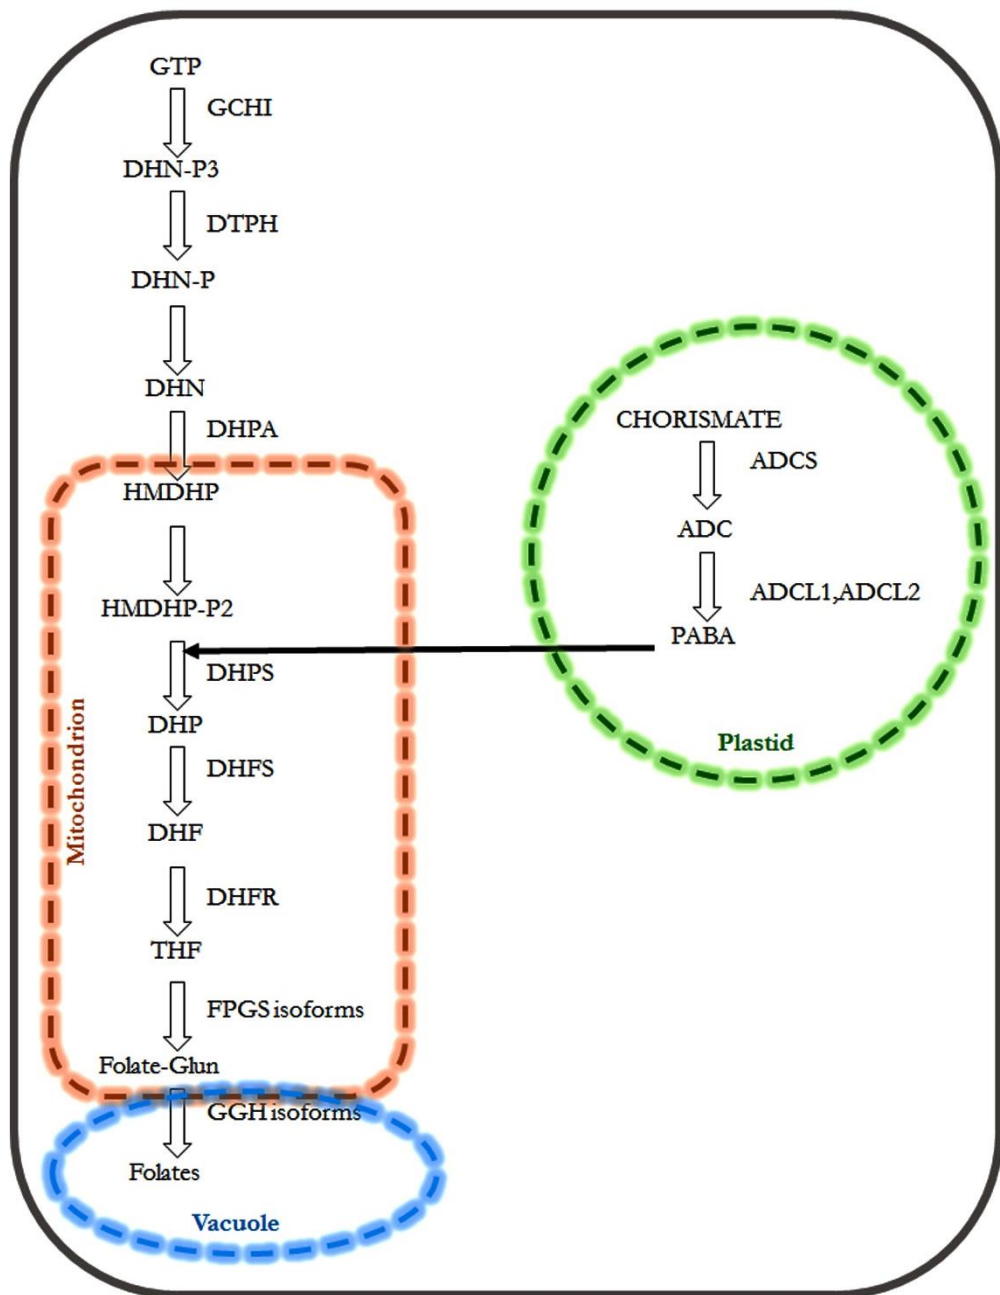 GTP
GCHI
DHN-P3
DTPH
DHN-P
DHN
DHPA
HMDHP
HMDHP-P2
DHPS
DHP
DHFS
DHF
DHFR
THF
FPGS isoforms
Folate-Glun
GGH isoforms
Folates
Mitochondrion
Vacuole
CHORISMATE
ADCS
ADC
ADCL1,ADCL2
PABA
Plastid